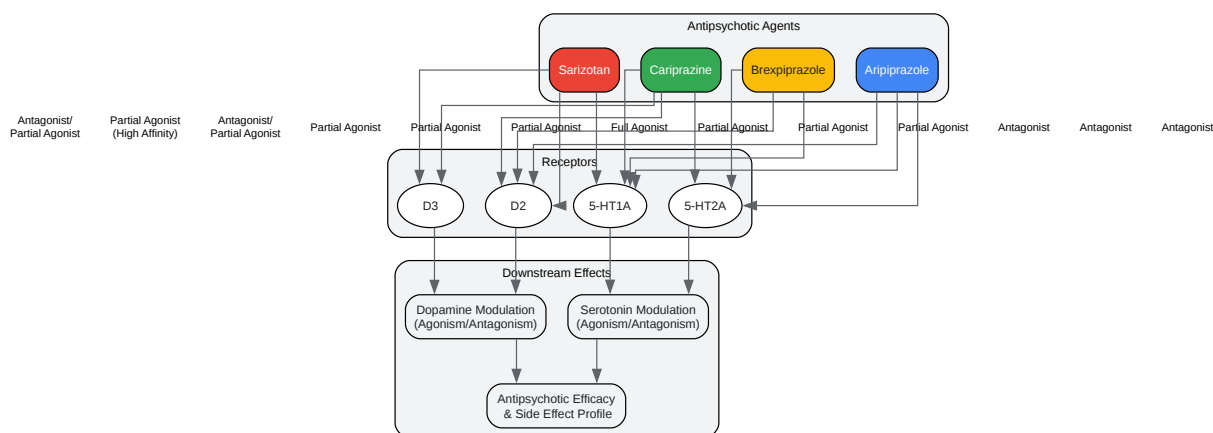 Antipsychotic Agents
Sarizotan
Cariprazine
Brexpiprazole
Aripiprazole
Antagonist/
Partial Agonist
Partial Agonist
(High Affinity)
Antagonist/
Partial Agonist
Partial Agonist
Partial Agonist
Partial Agonist
Full Agonist
Partial Agonist
Partial Agonist
Partial Agonist
Antagonist
Antagonist
Antagonist
Receptors
D3
D2
5-HT1A
5-HT2A
Downstream Effects
Dopamine Modulation
(Agonism/Antagonism)
Serotonin Modulation
(Agonism/Antagonism)
Antipsychotic Efficacy
& Side Effect Profile